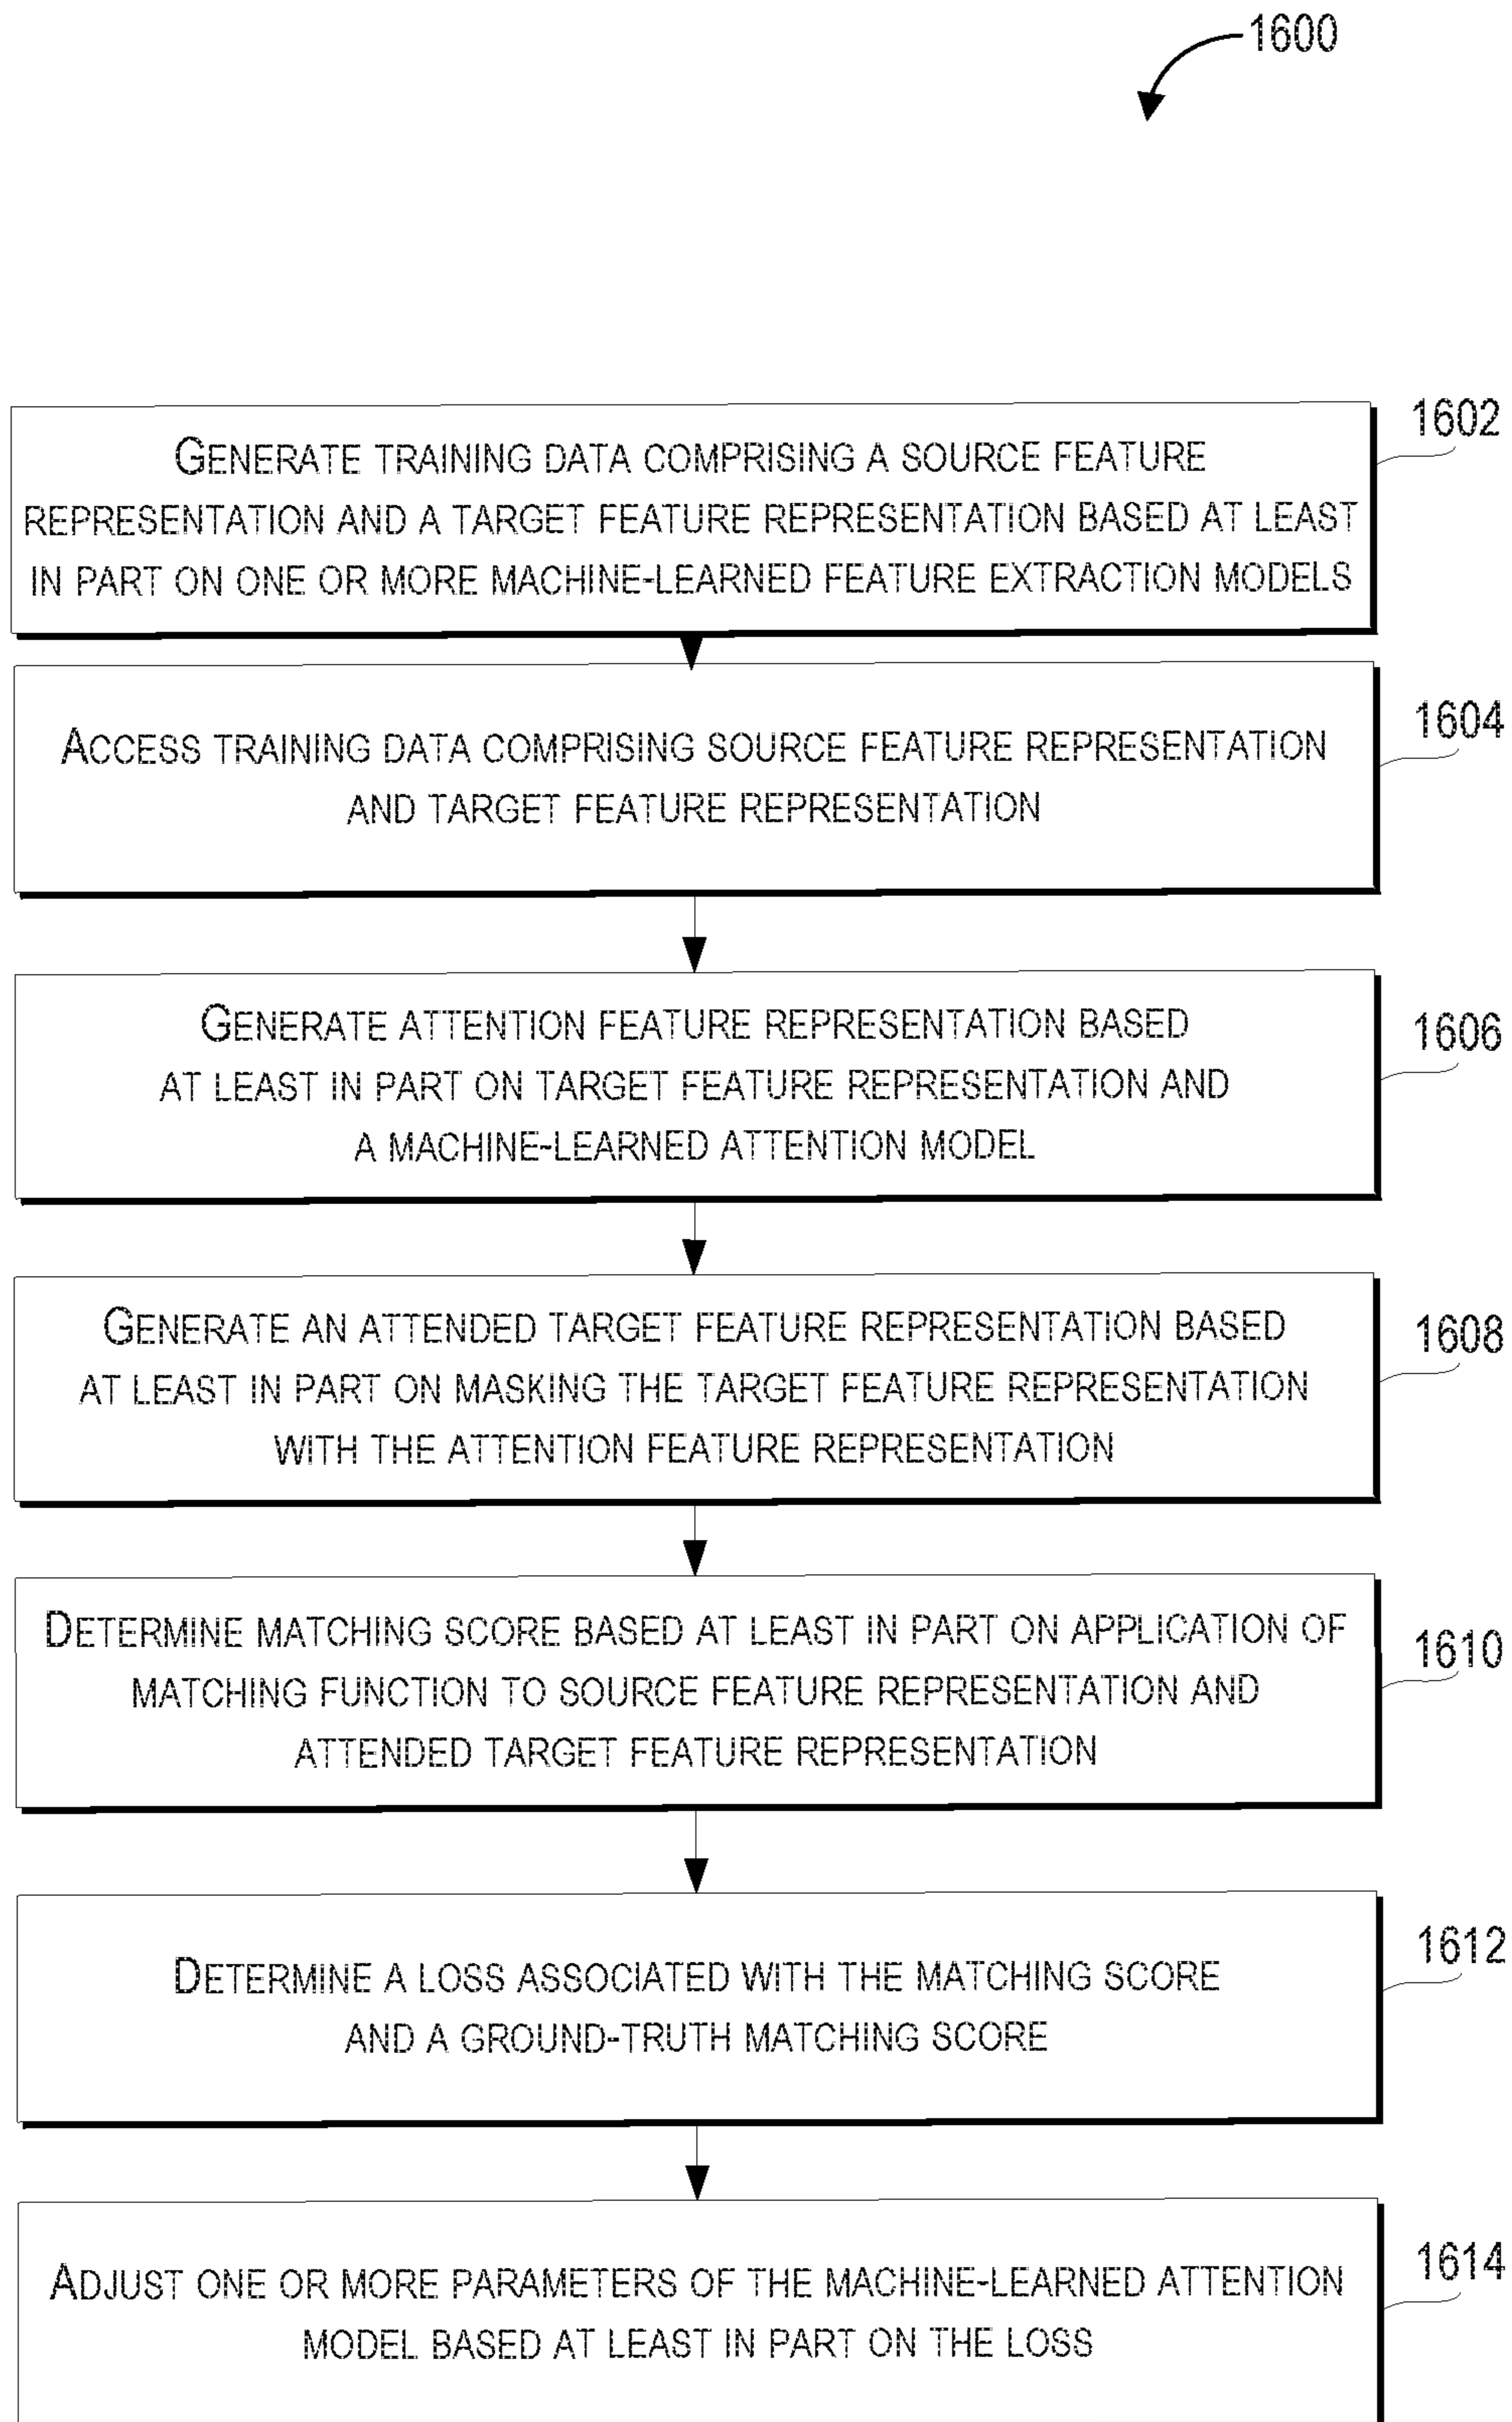 1600
1602
GENERATE TRAINING DATA COMPRISING A SOURCE FEATURE
REPRESENTATION AND A TARGET FEATURE REPRESENTATION BASED AT LEAST
IN PART ON ONE OR MORE MACHINE-LEARNED FEATURE EXTRACTION MODELS
1604
ACCESS TRAINING DATA COMPRISING SOURCE FEATURE REPRESENTATION
AND TARGET FEATURE REPRESENTATION
1606
GENERATE ATTENTION FEATURE REPRESENTATION BASED
AT LEAST IN PART ON TARGET FEATURE REPRESENTATION AND
A MACHINE-LEARNED ATTENTION MODEL
1608
GENERATE AN ATTENDED TARGET FEATURE REPRESENTATION BASED
AT LEAST IN PART ON MASKING THE TARGET FEATURE REPRESENTATION
WITH THE ATTENTION FEATURE REPRESENTATION
1610
DETERMINE MATCHING SCORE BASED AT LEAST IN PART ON APPLICATION OF
MATCHING FUNCTION TO SOURCE FEATURE REPRESENTATION AND
ATTENDED TARGET FEATURE REPRESENTATION
1612
DETERMINE A LOSS ASSOCIATED WITH THE MATCHING SCORE
AND A GROUND-TRUTH MATCHING SCORE
1614
ADJUST ONE OR MORE PARAMETERS OF THE MACHINE-LEARNED ATTENTION
MODEL BASED AT LEAST IN PART ON THE LOSS